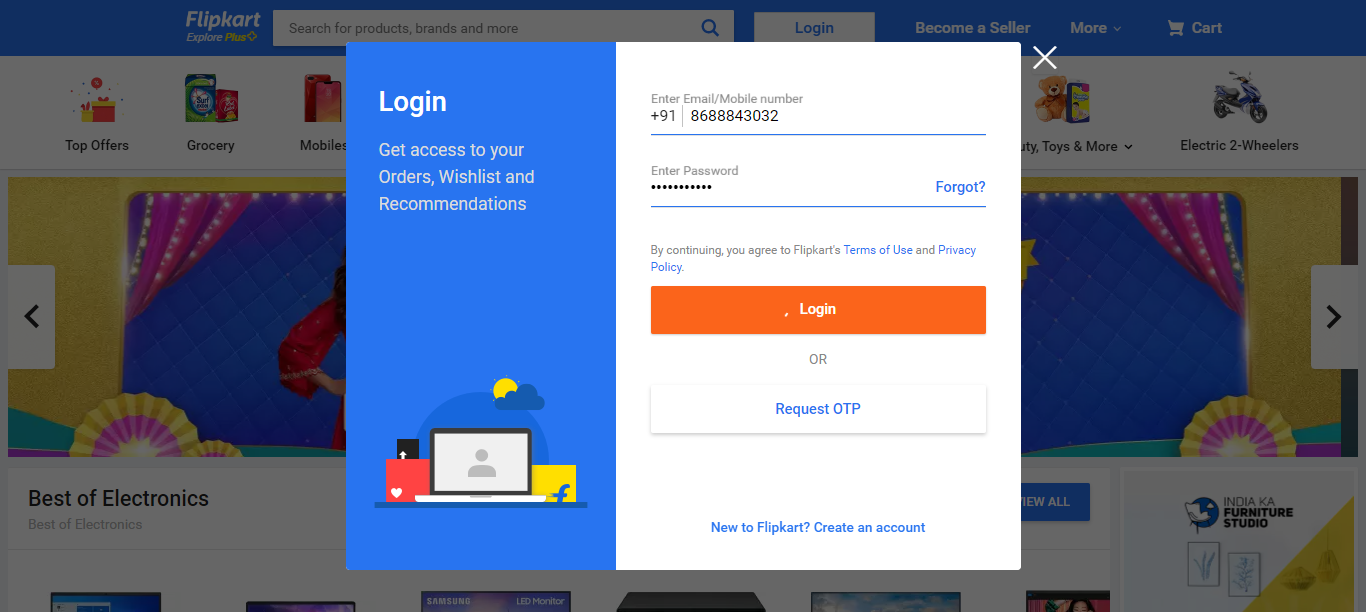 Flipkart
Explore Plus
Search for products, brands and more
Login
Become a Seller
More
Cart
Top Offers
Grocery
Mobiles
uty, Toys & More
Electric 2-Wheelers
Login
Get access to your
Orders, Wishlist and
Recommendations
Enter Email/Mobile number
+91 8688843032
Enter Password
•••••••••••
Forgot?
By continuing, you agree to Flipkart's Terms of Use and Privacy
Policy.
Login
OR
Request OTP
New to Flipkart? Create an account
Best of Electronics
Best of Electronics
VIEW ALL
INDIA KA
FURNITURE
STUDIO
SAMSUNG
LED Monitor